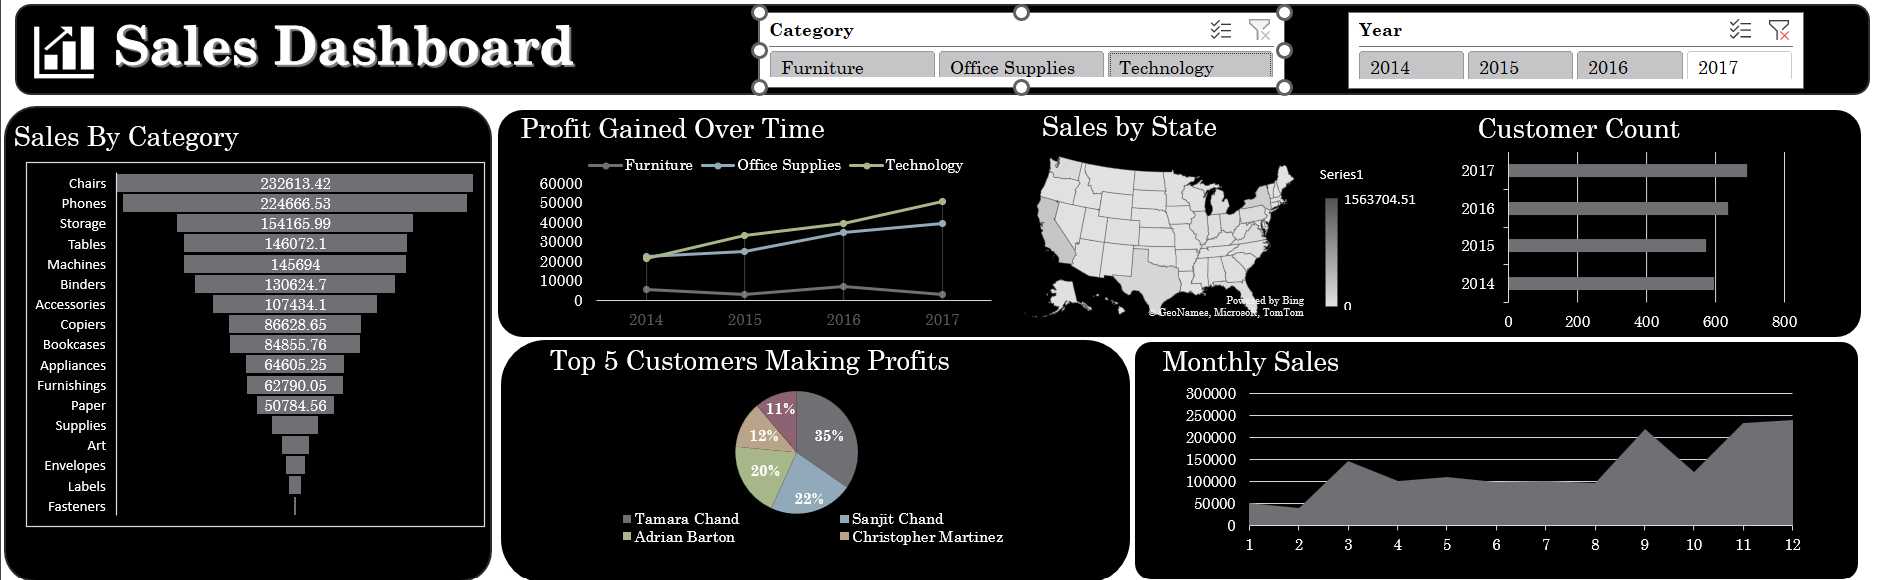 Sales Dashboard
Category
Furniture Office Supplies Technology
Year
2014 2015 2016 2017
Sales By Category
Chairs 232613.42
Phones 224666.53
Storage 154165.99
Tables 146072.1
Machines 145694
Binders 130624.7
Accessories 107434.1
Copiers 86628.65
Bookcases 84855.76
Appliances 64605.25
Furnishings 62790.05
Paper 50784.56
Supplies
Art
Envelopes
Labels
Fasteners
Profit Gained Over Time
Furniture Office Supplies Technology
60000
50000
40000
30000
20000
10000
0
2014 2015 2016 2017
Sales by State
Series1
1563704.51
0
Powered by Bing
© GeoNames, Microsoft, TomTom
Customer Count
2017
2016
2015
2014
0 200 400 600 800
Top 5 Customers Making Profits
11%
35%
12%
20%
22%
Tamara Chand Sanjit Chand
Adrian Barton Christopher Martinez
Monthly Sales
300000
250000
200000
150000
100000
50000
0
1 2 3 4 5 6 7 8 9 10 11 12